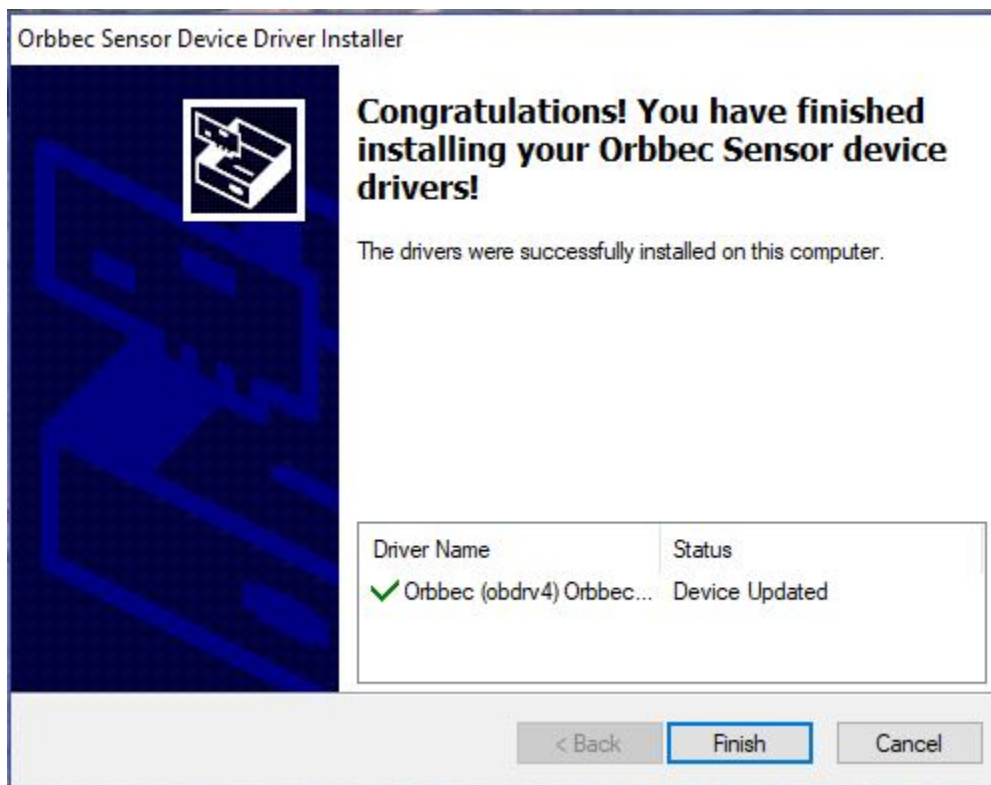 Orbbec Sensor Device Driver Installer
Congratulations! You have finished
installing your Orbbec Sensor device
drivers!
The drivers were successfully installed on this computer.
Driver Name Status
Orbbec (obdrv4) Orbbec... Device Updated
< Back Finish Cancel